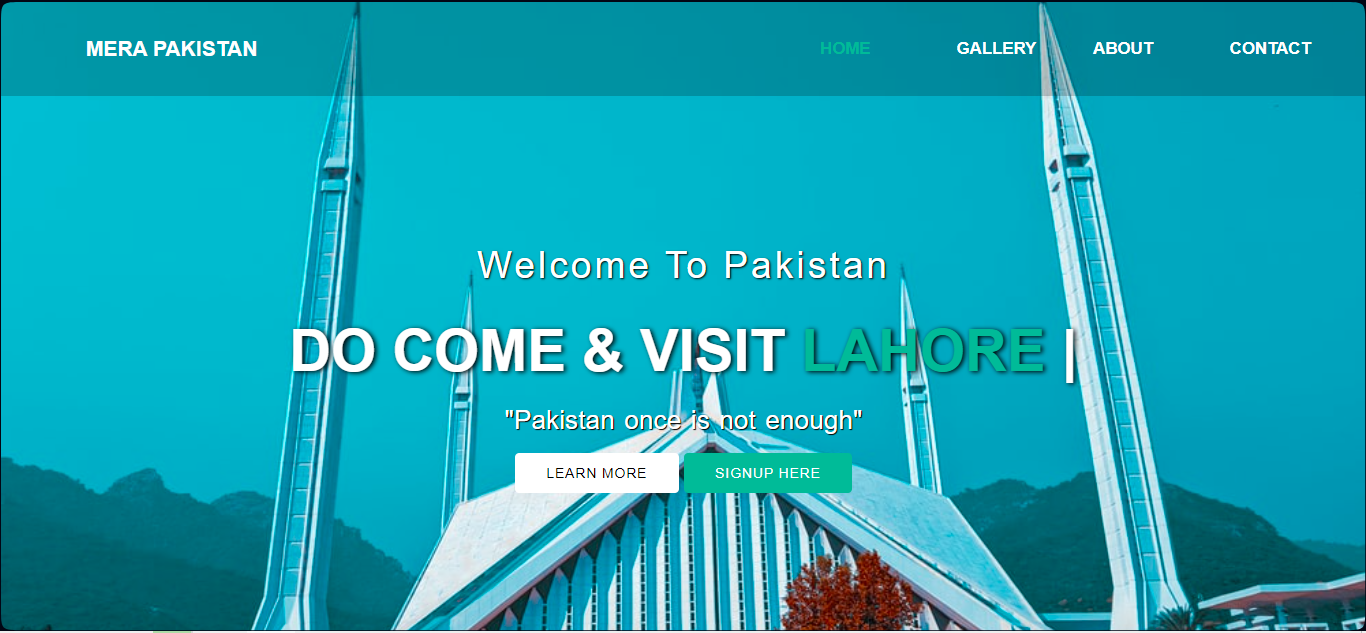 MERA PAKISTAN
HOME GALLERY ABOUT CONTACT
Welcome To Pakistan
DO COME & VISIT LAHORE |
"Pakistan once is not enough"
LEARN MORE SIGNUP HERE